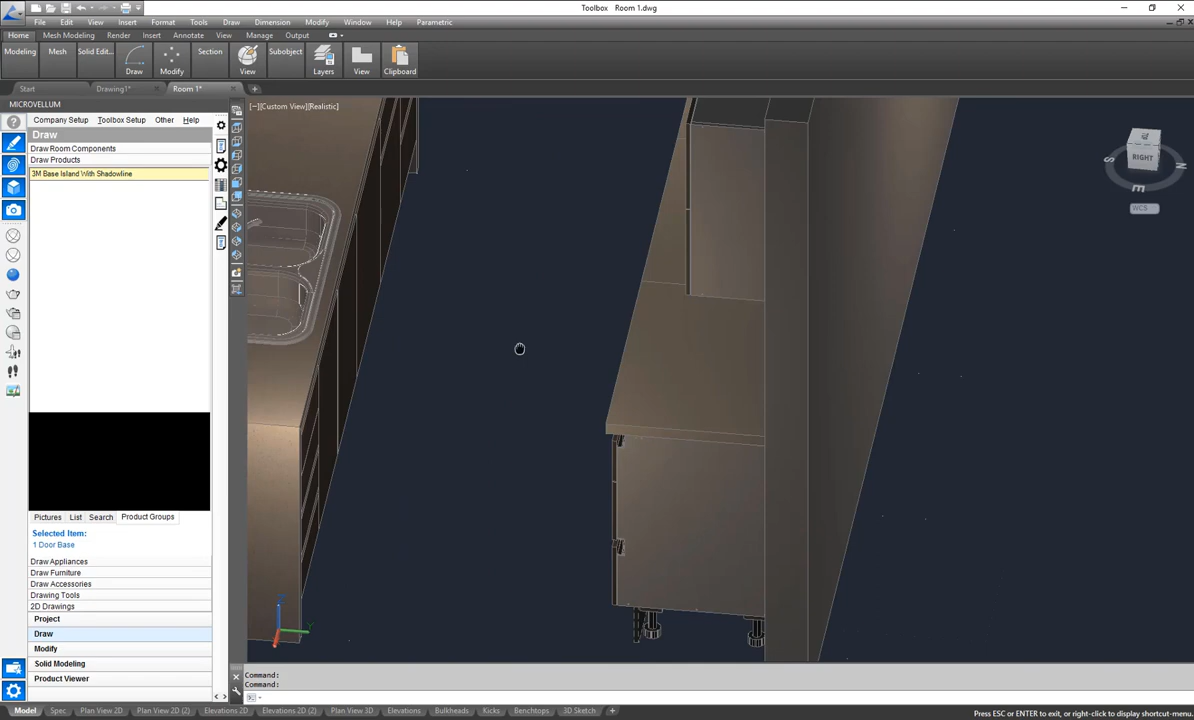 Toolbox Room 1.dwg
File Edit View Insert Format Tools Draw Dimension Modify Window Help Parametric
Home Mesh Modeling Render Insert Annotate View Manage Output
Modeling Mesh Solid Edit... Draw Modify Section View Subobject Layers View Clipboard
Start Drawing1* Room 1*
MICROVELLUM
[−][Custom View][Realistic]
Company Setup Toolbox Setup Other Help
Draw
Draw Room Components
Draw Products
3M Base Island With Shadowline
RIGHT
S
N
E
WCS
Pictures List Search Product Groups
Selected Item:
1 Door Base
Draw Appliances
Draw Furniture
Draw Accessories
Drawing Tools
2D Drawings
Project
Draw
Modify
Solid Modeling
Product Viewer
Command:
Command:
Model Spec Plan View 2D Plan View 2D (2) Elevations 2D Elevations 2D (2) Plan View 3D Elevations Bulkheads Kicks Benchtops 3D Sketch
Press ESC or ENTER to exit, or right-click to display shortcut-menu.